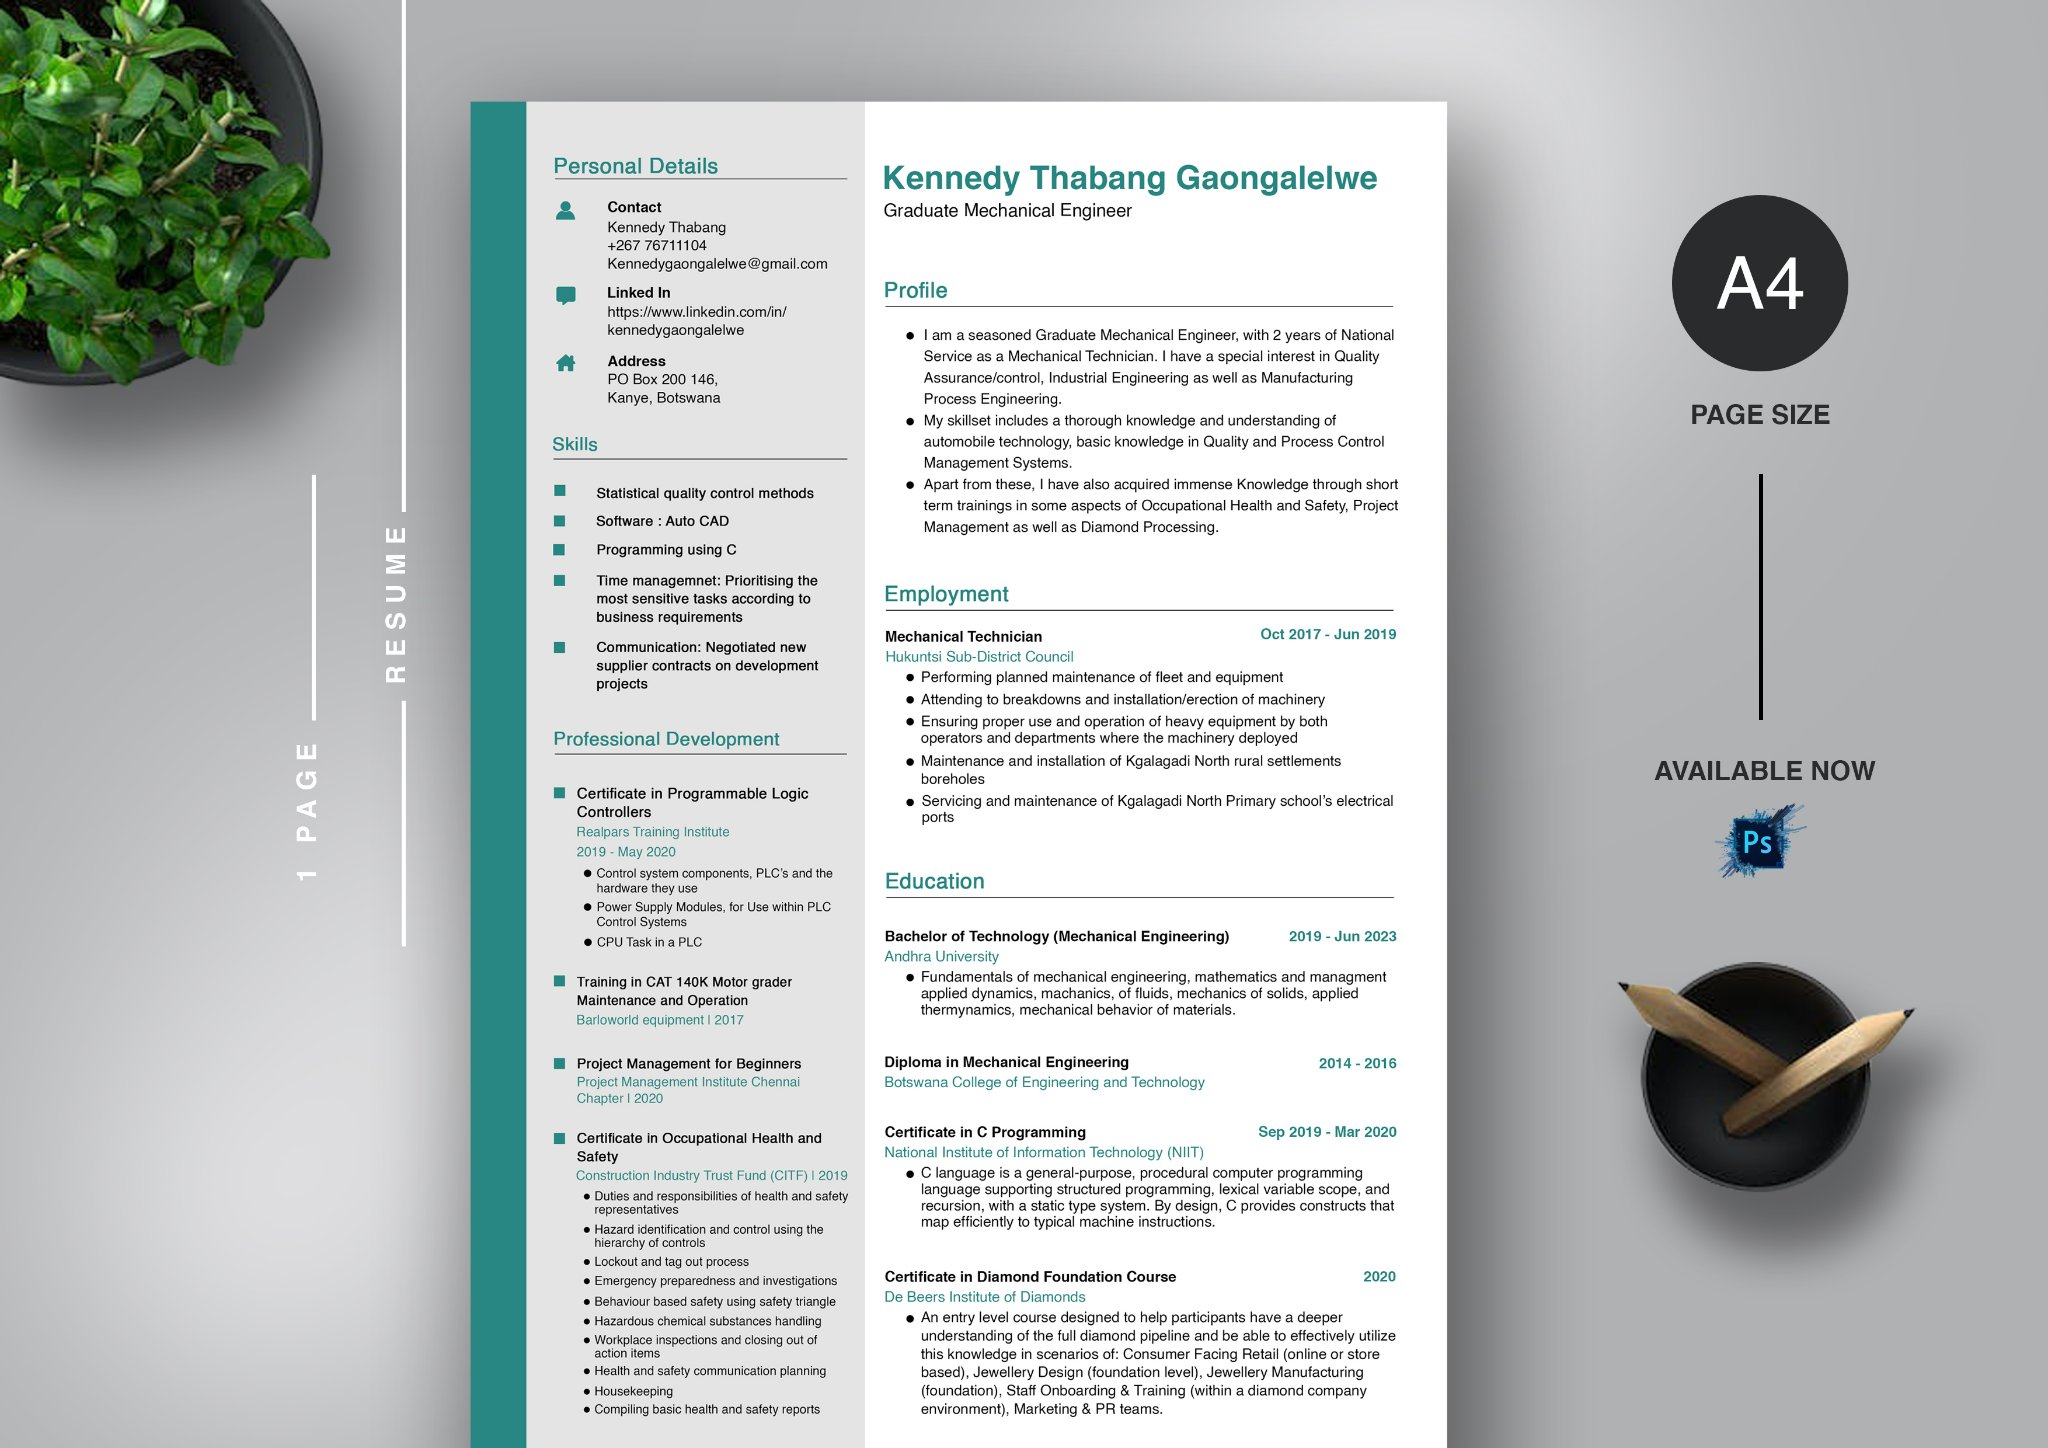 1 PAGE
RESUME
Personal Details
Contact
Kennedy Thabang
+267 76711104
Kennedygaongalelwe@gmail.com
Linked In
https://www.linkedin.com/in/
kennedygaongalelwe
Address
PO Box 200 146,
Kanye, Botswana
Skills
Statistical quality control methods
Software : Auto CAD
Programming using C
Time managemnet: Prioritising the
most sensitive tasks according to
business requirements
Communication: Negotiated new
supplier contracts on development
projects
Professional Development
Certificate in Programmable Logic
Controllers
Realpars Training Institute
2019 - May 2020
● Control system components, PLC's and the
hardware they use
● Power Supply Modules, for Use within PLC
Control Systems
● CPU Task in a PLC
Training in CAT 140K Motor grader
Maintenance and Operation
Barloworld equipment | 2017
Project Management for Beginners
Project Management Institute Chennai
Chapter | 2020
Certificate in Occupational Health and
Safety
Construction Industry Trust Fund (CITF) | 2019
● Duties and responsibilities of health and safety
representatives
● Hazard identification and control using the
hierarchy of controls
● Lockout and tag out process
● Emergency preparedness and investigations
● Behaviour based safety using safety triangle
● Hazardous chemical substances handling
● Workplace inspections and closing out of
action items
● Health and safety communication planning
● Housekeeping
● Compiling basic health and safety reports
Kennedy Thabang Gaongalelwe
Graduate Mechanical Engineer
Profile
● I am a seasoned Graduate Mechanical Engineer, with 2 years of National
Service as a Mechanical Technician. I have a special interest in Quality
Assurance/control, Industrial Engineering as well as Manufacturing
Process Engineering.
● My skillset includes a thorough knowledge and understanding of
automobile technology, basic knowledge in Quality and Process Control
Management Systems.
● Apart from these, I have also acquired immense Knowledge through short
term trainings in some aspects of Occupational Health and Safety, Project
Management as well as Diamond Processing.
Employment
Mechanical Technician Oct 2017 - Jun 2019
Hukuntsi Sub-District Council
● Performing planned maintenance of fleet and equipment
● Attending to breakdowns and installation/erection of machinery
● Ensuring proper use and operation of heavy equipment by both
operators and departments where the machinery deployed
● Maintenance and installation of Kgalagadi North rural settlements
boreholes
● Servicing and maintenance of Kgalagadi North Primary school's electrical
ports
Education
Bachelor of Technology (Mechanical Engineering) 2019 - Jun 2023
Andhra University
● Fundamentals of mechanical engineering, mathematics and managment
applied dynamics, machanics, of fluids, mechanics of solids, applied
thermynamics, mechanical behavior of materials.
Diploma in Mechanical Engineering 2014 - 2016
Botswana College of Engineering and Technology
Certificate in C Programming Sep 2019 - Mar 2020
National Institute of Information Technology (NIIT)
● C language is a general-purpose, procedural computer programming
language supporting structured programming, lexical variable scope, and
recursion, with a static type system. By design, C provides constructs that
map efficiently to typical machine instructions.
Certificate in Diamond Foundation Course 2020
De Beers Institute of Diamonds
● An entry level course designed to help participants have a deeper
understanding of the full diamond pipeline and be able to effectively utilize
this knowledge in scenarios of: Consumer Facing Retail (online or store
based), Jewellery Design (foundation level), Jewellery Manufacturing
(foundation), Staff Onboarding & Training (within a diamond company
environment), Marketing & PR teams.
A4
PAGE SIZE
AVAILABLE NOW
Ps